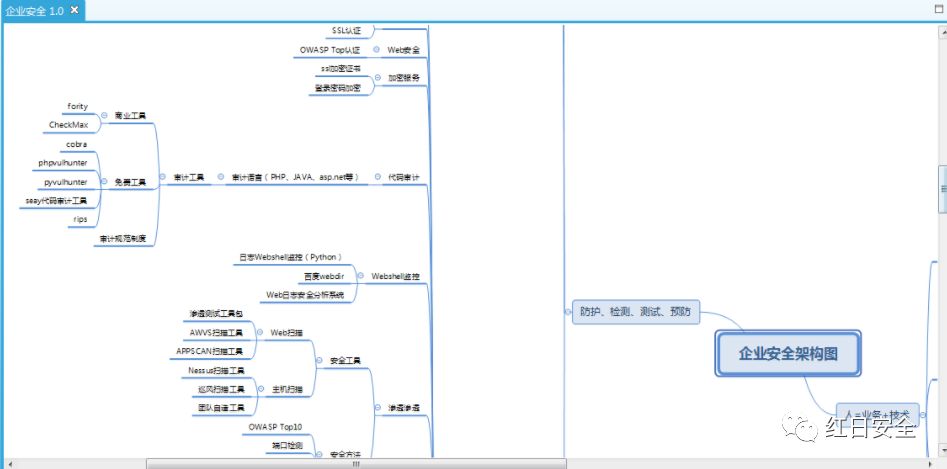 企业安全 1.0
SSL认证
OWASP Top认证
Web安全
ssl加密证书
登录密码加密
加密服务
fority
CheckMax
商业工具
cobra
phpvulhunter
pyvulhunter
seay代码审计工具
rips
免费工具
审计规范制度
审计工具
审计语言（PHP、JAVA、asp.net等）
代码审计
日志Webshell监控（Python）
百度webdir
Web日志安全分析系统
Webshell监控
渗透测试工具包
AWVS扫描工具
APPSCAN扫描工具
Web扫描
Nessus扫描工具
巡风扫描工具
团队自造工具
主机扫描
安全工具
OWASP Top10
端口检测
安全方法
渗透渗透
防护、检测、测试、预防
企业安全架构图
人=业务+技术
红日安全